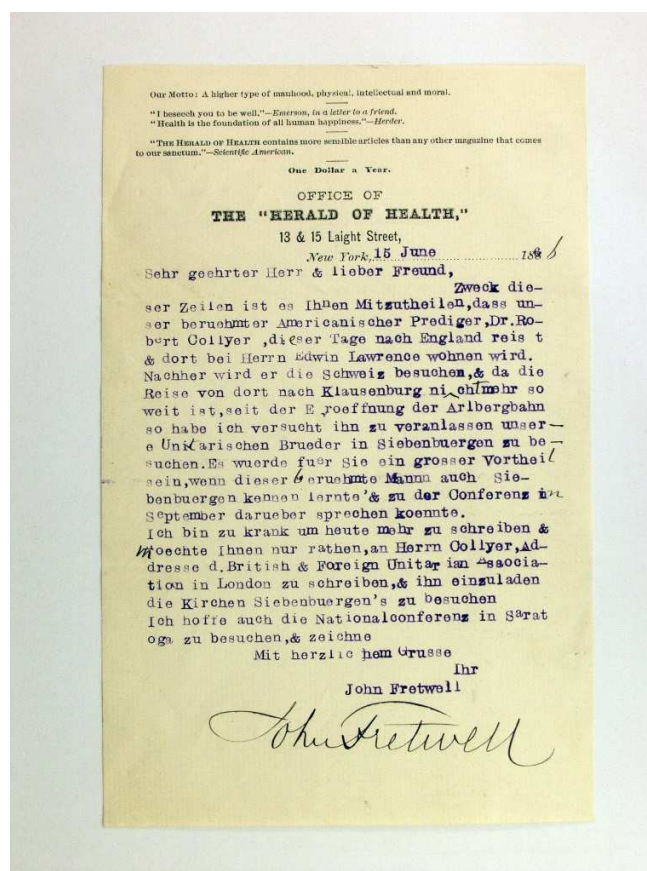 Our Motto: A higher type of manhood, physical, intellectual and moral.
"I beseech you to be well."—Emerson, in a letter to a friend.
"Health is the foundation of all human happiness."—Herder.
"THE HERALD OF HEALTH contains more sensible articles than any other magazine that comes
to our sanctum."—Scientific American.
One Dollar a Year.
OFFICE OF
THE "HERALD OF HEALTH,"
13 & 15 Laight Street,
New York, 15 June 1886
Sehr geehrter Herr & lieber Freund,
Zweck die-
ser Zeilen ist es Ihnen Mitzutheilen,dass un-
ser beruehmter Americanischer Prediger,Dr.Ro-
bert Collyer ,dieser Tage nach England reis t
& dort bei Herrn Edwin Lawrence wohnen wird.
Nachher wird er die Schweiz besuchen,& da die
Reise von dort nach Klausenburg nichtmehr so
weit ist,seit der E roeffnung der Arlbergbahn
so habe ich versucht ihn zu veranlassen unser-
e Unitarischen Brueder in Siebenbuergen zu be-
suchen.Es wuerde fuer Sie ein grosser Vortheil
sein,wenn dieser beruehmte Mannn auch Sie-
benbuergen kennen lernte'& zu der Conferenz in
September darueber sprechen koennte.
Ich bin zu krank um heute mehr zu schreiben &
moechte Ihnen nur rathen,an Herrn Collyer,Ad-
dresse d.British & Foreign Unitar ian Associa-
tion in London zu schreiben,& ihn einzuladen
die Kirchen Siebenbuergen's zu besuchen
Ich hoffe auch die Nationalconferenz in Sarat
oga zu besuchen,& zeichne
Mit herzlic hem Grusse
Ihr
John Fretwell
John Fretwell